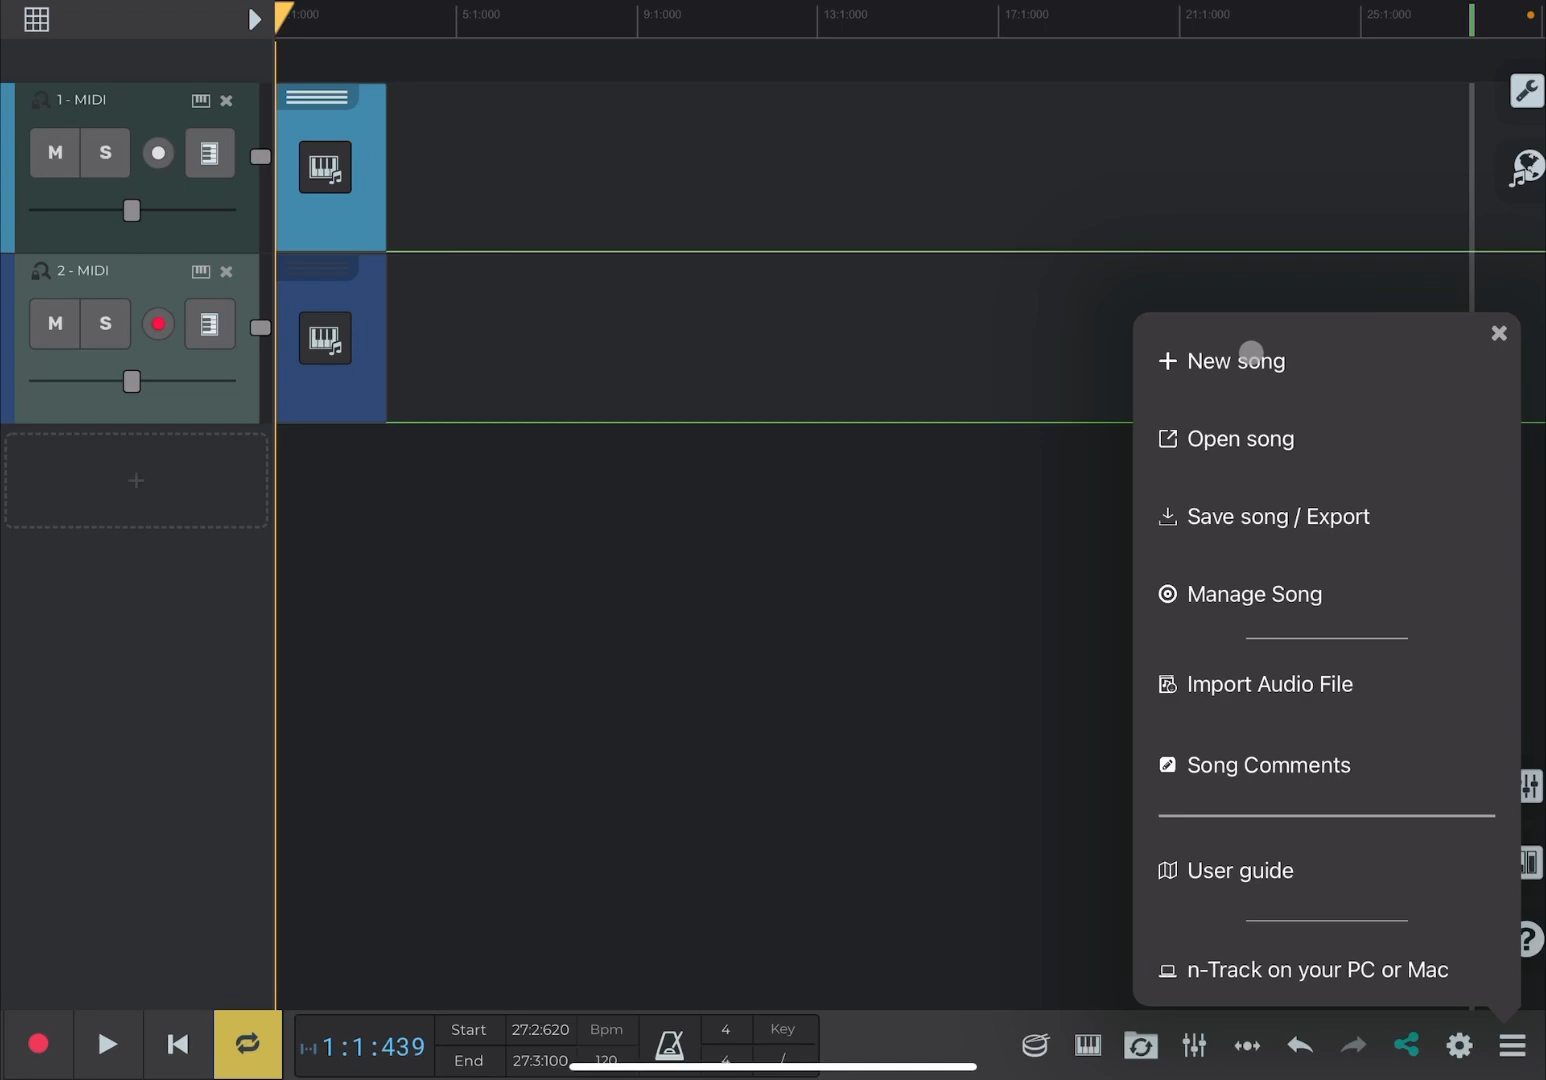 1:000 5:1:000 9:1:000 13:1:000 17:1:000 21:1:000 25:1:000
1 - MIDI
M S
2 - MIDI
M S
+
New song
Open song
Save song / Export
Manage Song
Import Audio File
Song Comments
User guide
n-Track on your PC or Mac
?
1:1:439
Start 27:2:620 Bpm 4 Key
End 27:3:100 120 4 /